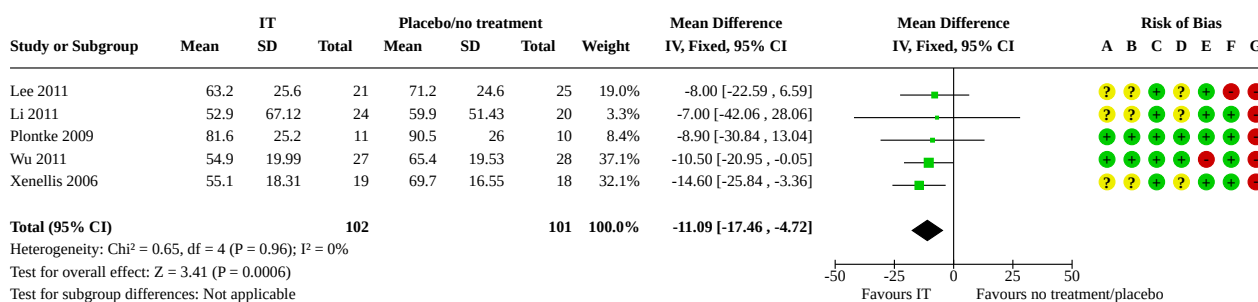 IT Placebo/no treatment Mean Difference Mean Difference Risk of Bias
Study or Subgroup Mean SD Total Mean SD Total Weight IV, Fixed, 95% CI IV, Fixed, 95% CI A B C D E F G
Lee 2011 63.2 25.6 21 71.2 24.6 25 19.0% -8.00 [-22.59 , 6.59] ? ? + ? + - -
Li 2011 52.9 67.12 24 59.9 51.43 20 3.3% -7.00 [-42.06 , 28.06] ? ? + ? + + -
Plontke 2009 81.6 25.2 11 90.5 26 10 8.4% -8.90 [-30.84 , 13.04] + + + + + + -
Wu 2011 54.9 19.99 27 65.4 19.53 28 37.1% -10.50 [-20.95 , -0.05] + + + + - + -
Xenellis 2006 55.1 18.31 19 69.7 16.55 18 32.1% -14.60 [-25.84 , -3.36] ? ? + ? + + -
Total (95% CI) 102 101 100.0% -11.09 [-17.46 , -4.72]
Heterogeneity: Chi² = 0.65, df = 4 (P = 0.96); I² = 0%
Test for overall effect: Z = 3.41 (P = 0.0006)
-50 -25 0 25 50
Test for subgroup differences: Not applicable
Favours IT Favours no treatment/placebo